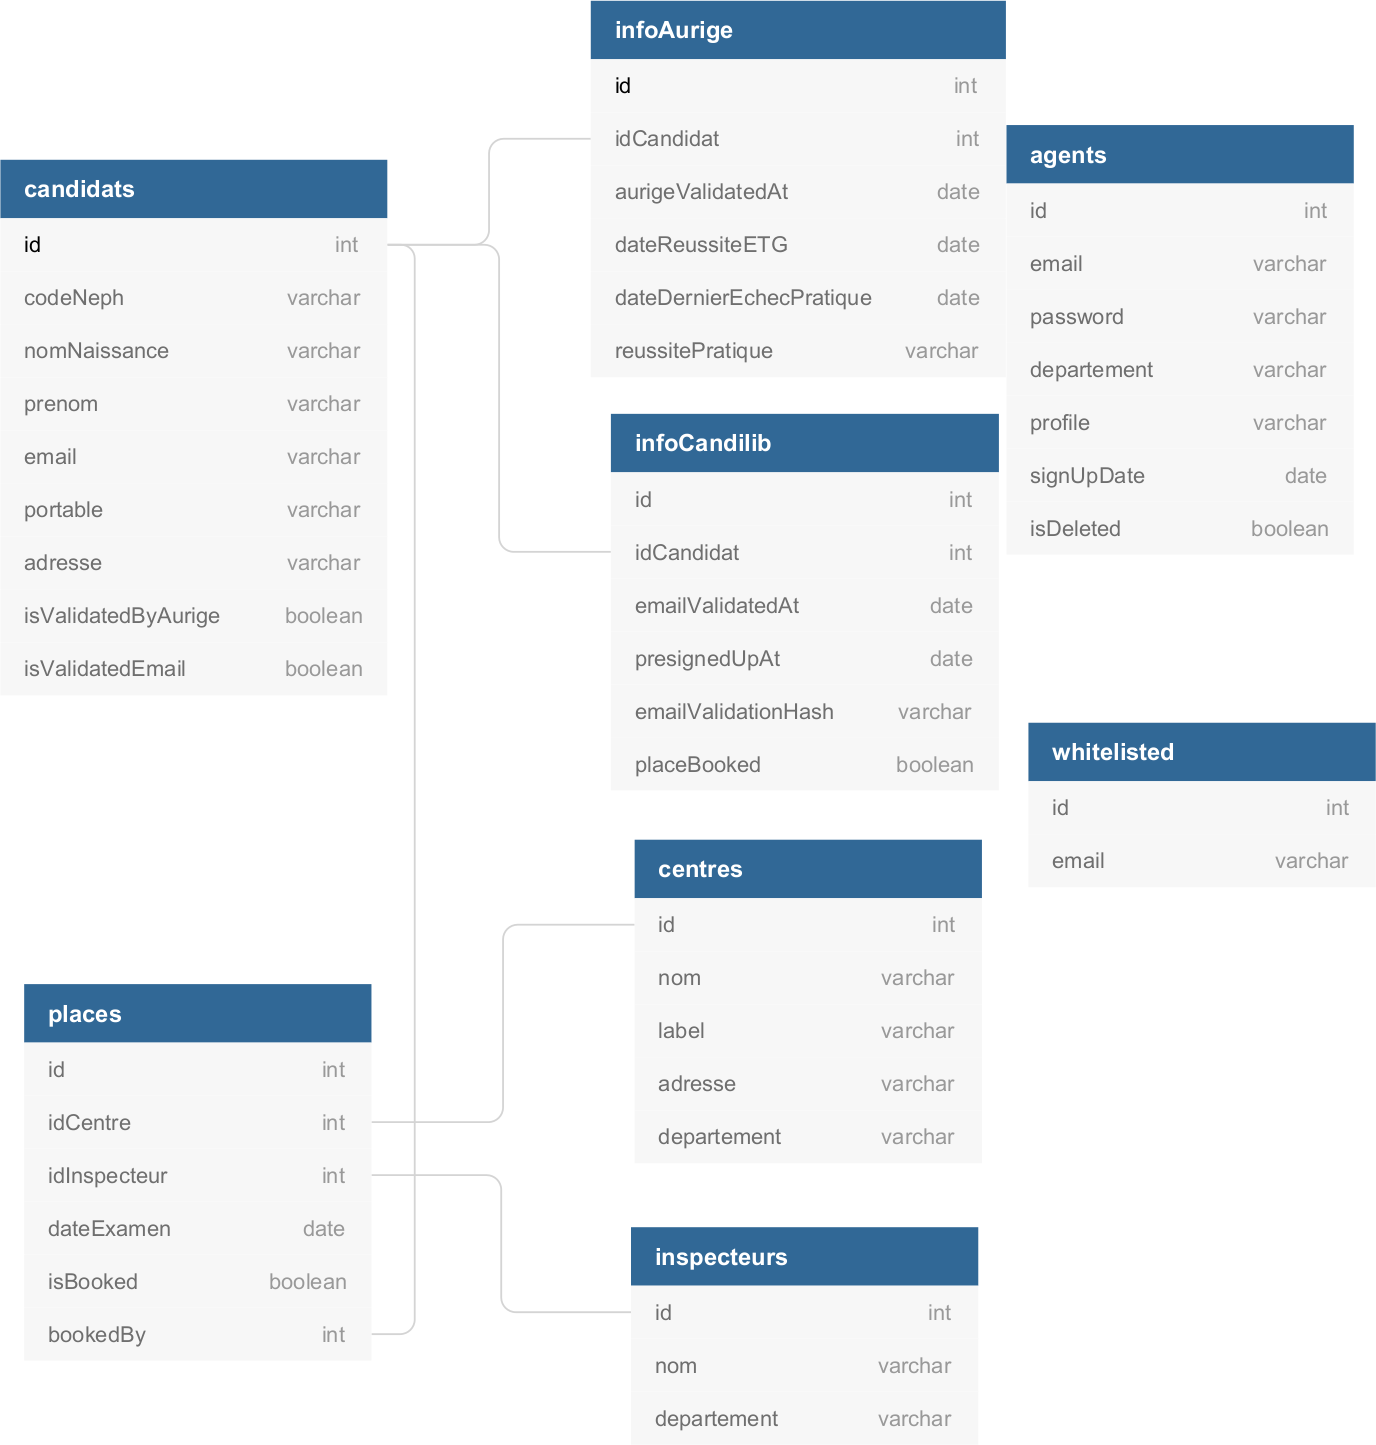 infoAurige
id int
idCandidat int
aurigeValidatedAt date
dateReussiteETG date
dateDernierEchecPratique date
reussitePratique varchar
agents
id int
email varchar
password varchar
departement varchar
profile varchar
signUpDate date
isDeleted boolean
candidats
id int
codeNeph varchar
nomNaissance varchar
prenom varchar
email varchar
portable varchar
adresse varchar
isValidatedByAurige boolean
isValidatedEmail boolean
infoCandilib
id int
idCandidat int
emailValidatedAt date
presignedUpAt date
emailValidationHash varchar
placeBooked boolean
whitelisted
id int
email varchar
centres
id int
nom varchar
label varchar
adresse varchar
departement varchar
places
id int
idCentre int
idInspecteur int
dateExamen date
isBooked boolean
bookedBy int
inspecteurs
id int
nom varchar
departement varchar